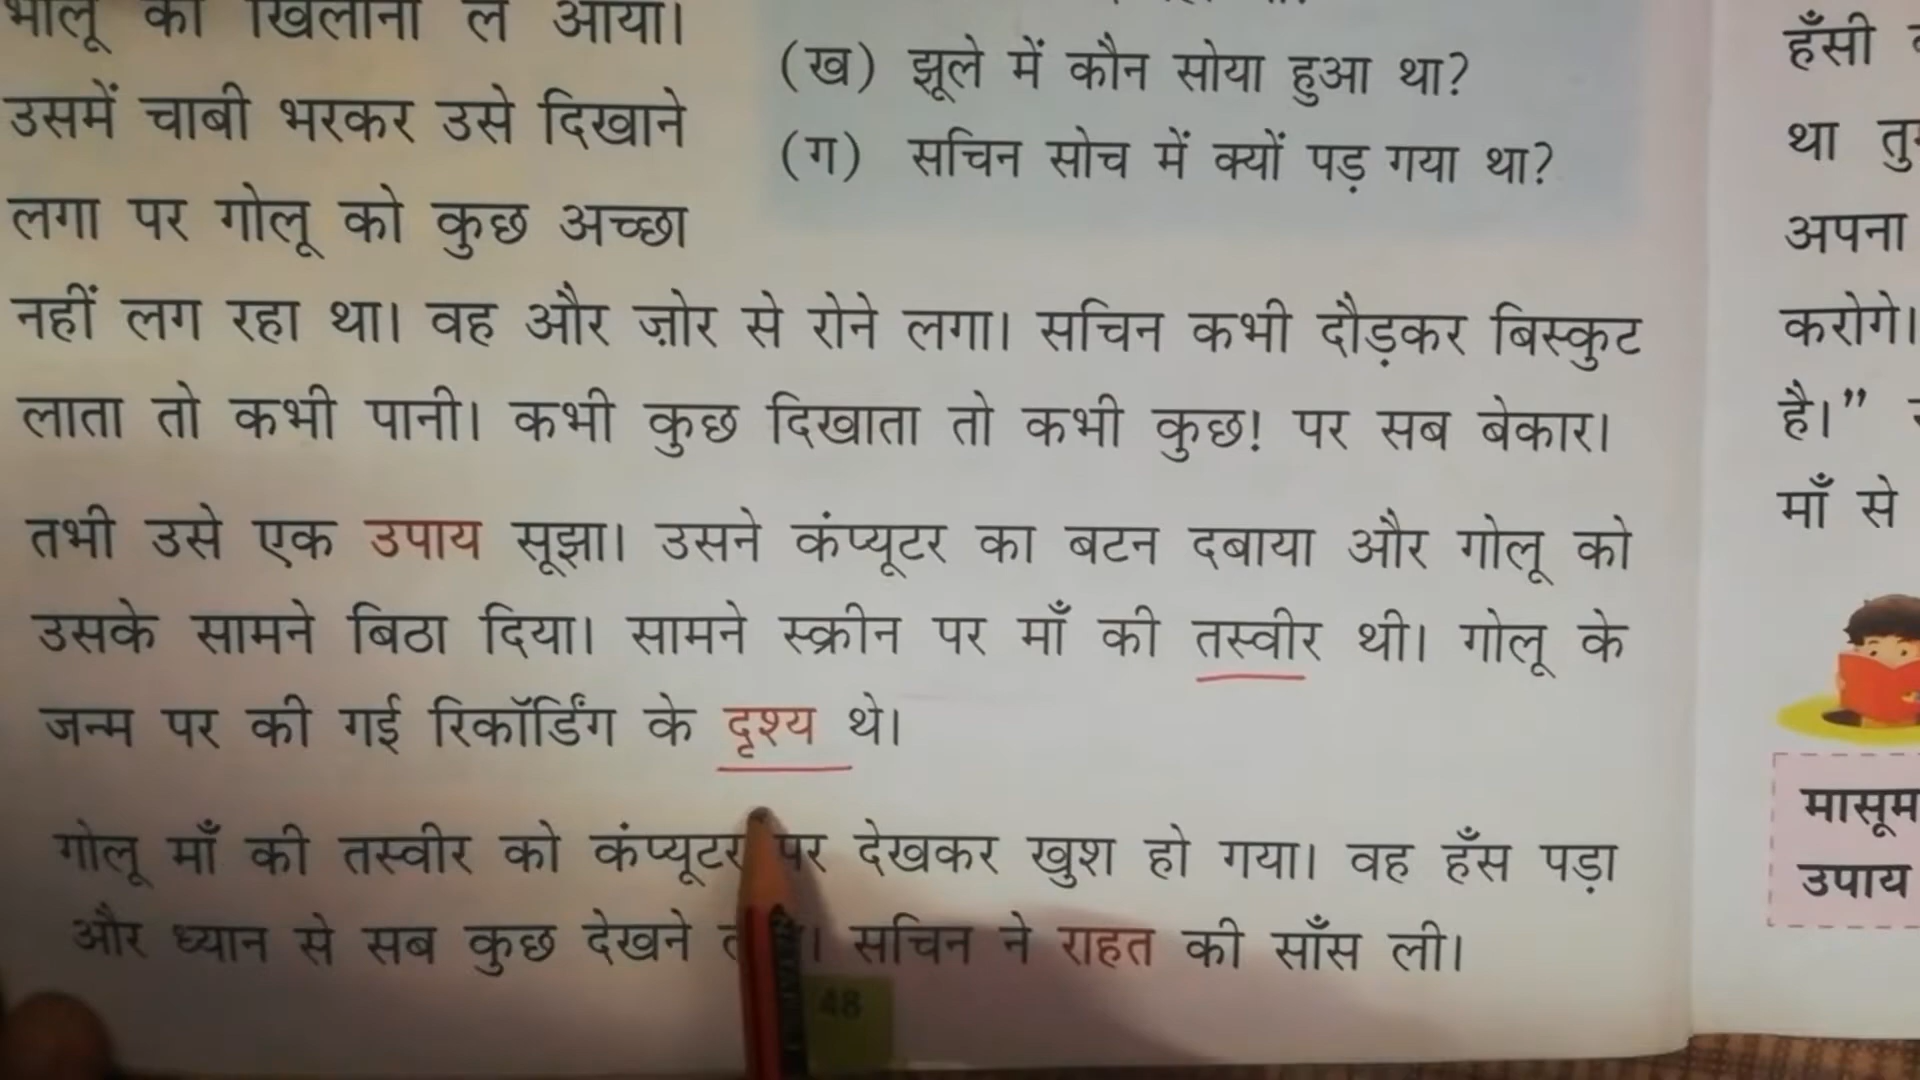 भालू का खिलौना ले आया।
उसमें चाबी भरकर उसे दिखाने
लगा पर गोलू को कुछ अच्छा
(ख) झूले में कौन सोया हुआ था?
(ग) सचिन सोच में क्यों पड़ गया था?
नहीं लग रहा था। वह और ज़ोर से रोने लगा। सचिन कभी दौड़कर बिस्कुट
लाता तो कभी पानी। कभी कुछ दिखाता तो कभी कुछ! पर सब बेकार।
तभी उसे एक उपाय सूझा। उसने कंप्यूटर का बटन दबाया और गोलू को
उसके सामने बिठा दिया। सामने स्क्रीन पर माँ की तस्वीर थी। गोलू के
जन्म पर की गई रिकॉर्डिंग के दृश्य थे।
गोलू माँ की तस्वीर को कंप्यूटर पर देखकर खुश हो गया। वह हँस पड़ा
और ध्यान से सब कुछ देखने । सचिन ने राहत की साँस ली।
48
हँसी
था
अपना
करोगे।
है।”
माँ से
मासूम
उपाय